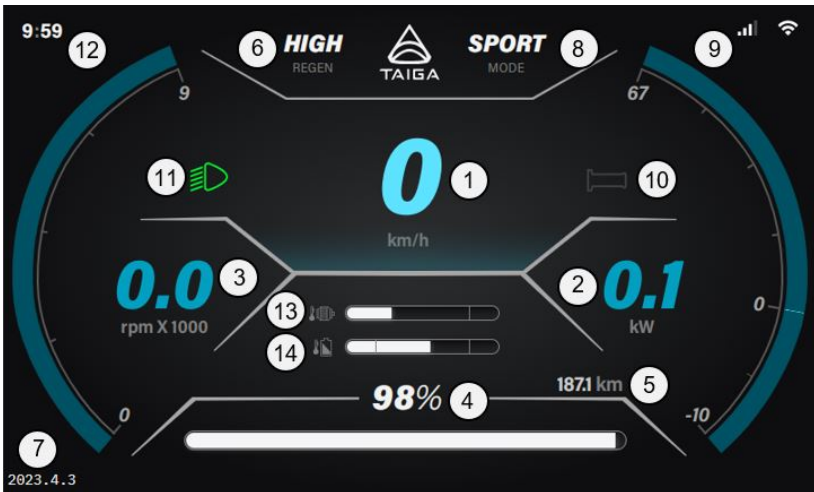 9:59
12
6
HIGH
REGEN
TAIGA
SPORT
MODE
8
9
9
67
11
0
1
10
km/h
0.0
3
rpm X 1000
2
0.1
kW
0
13
14
187.1 km
5
98%
4
0
-10
7
2023.4.3